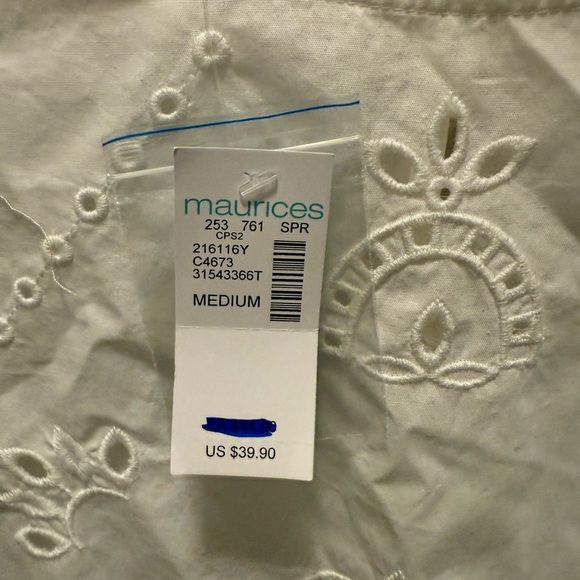 maurices
253 761 SPR
CPS2
216116Y
C4673
31543366T
MEDIUM
US $39.90